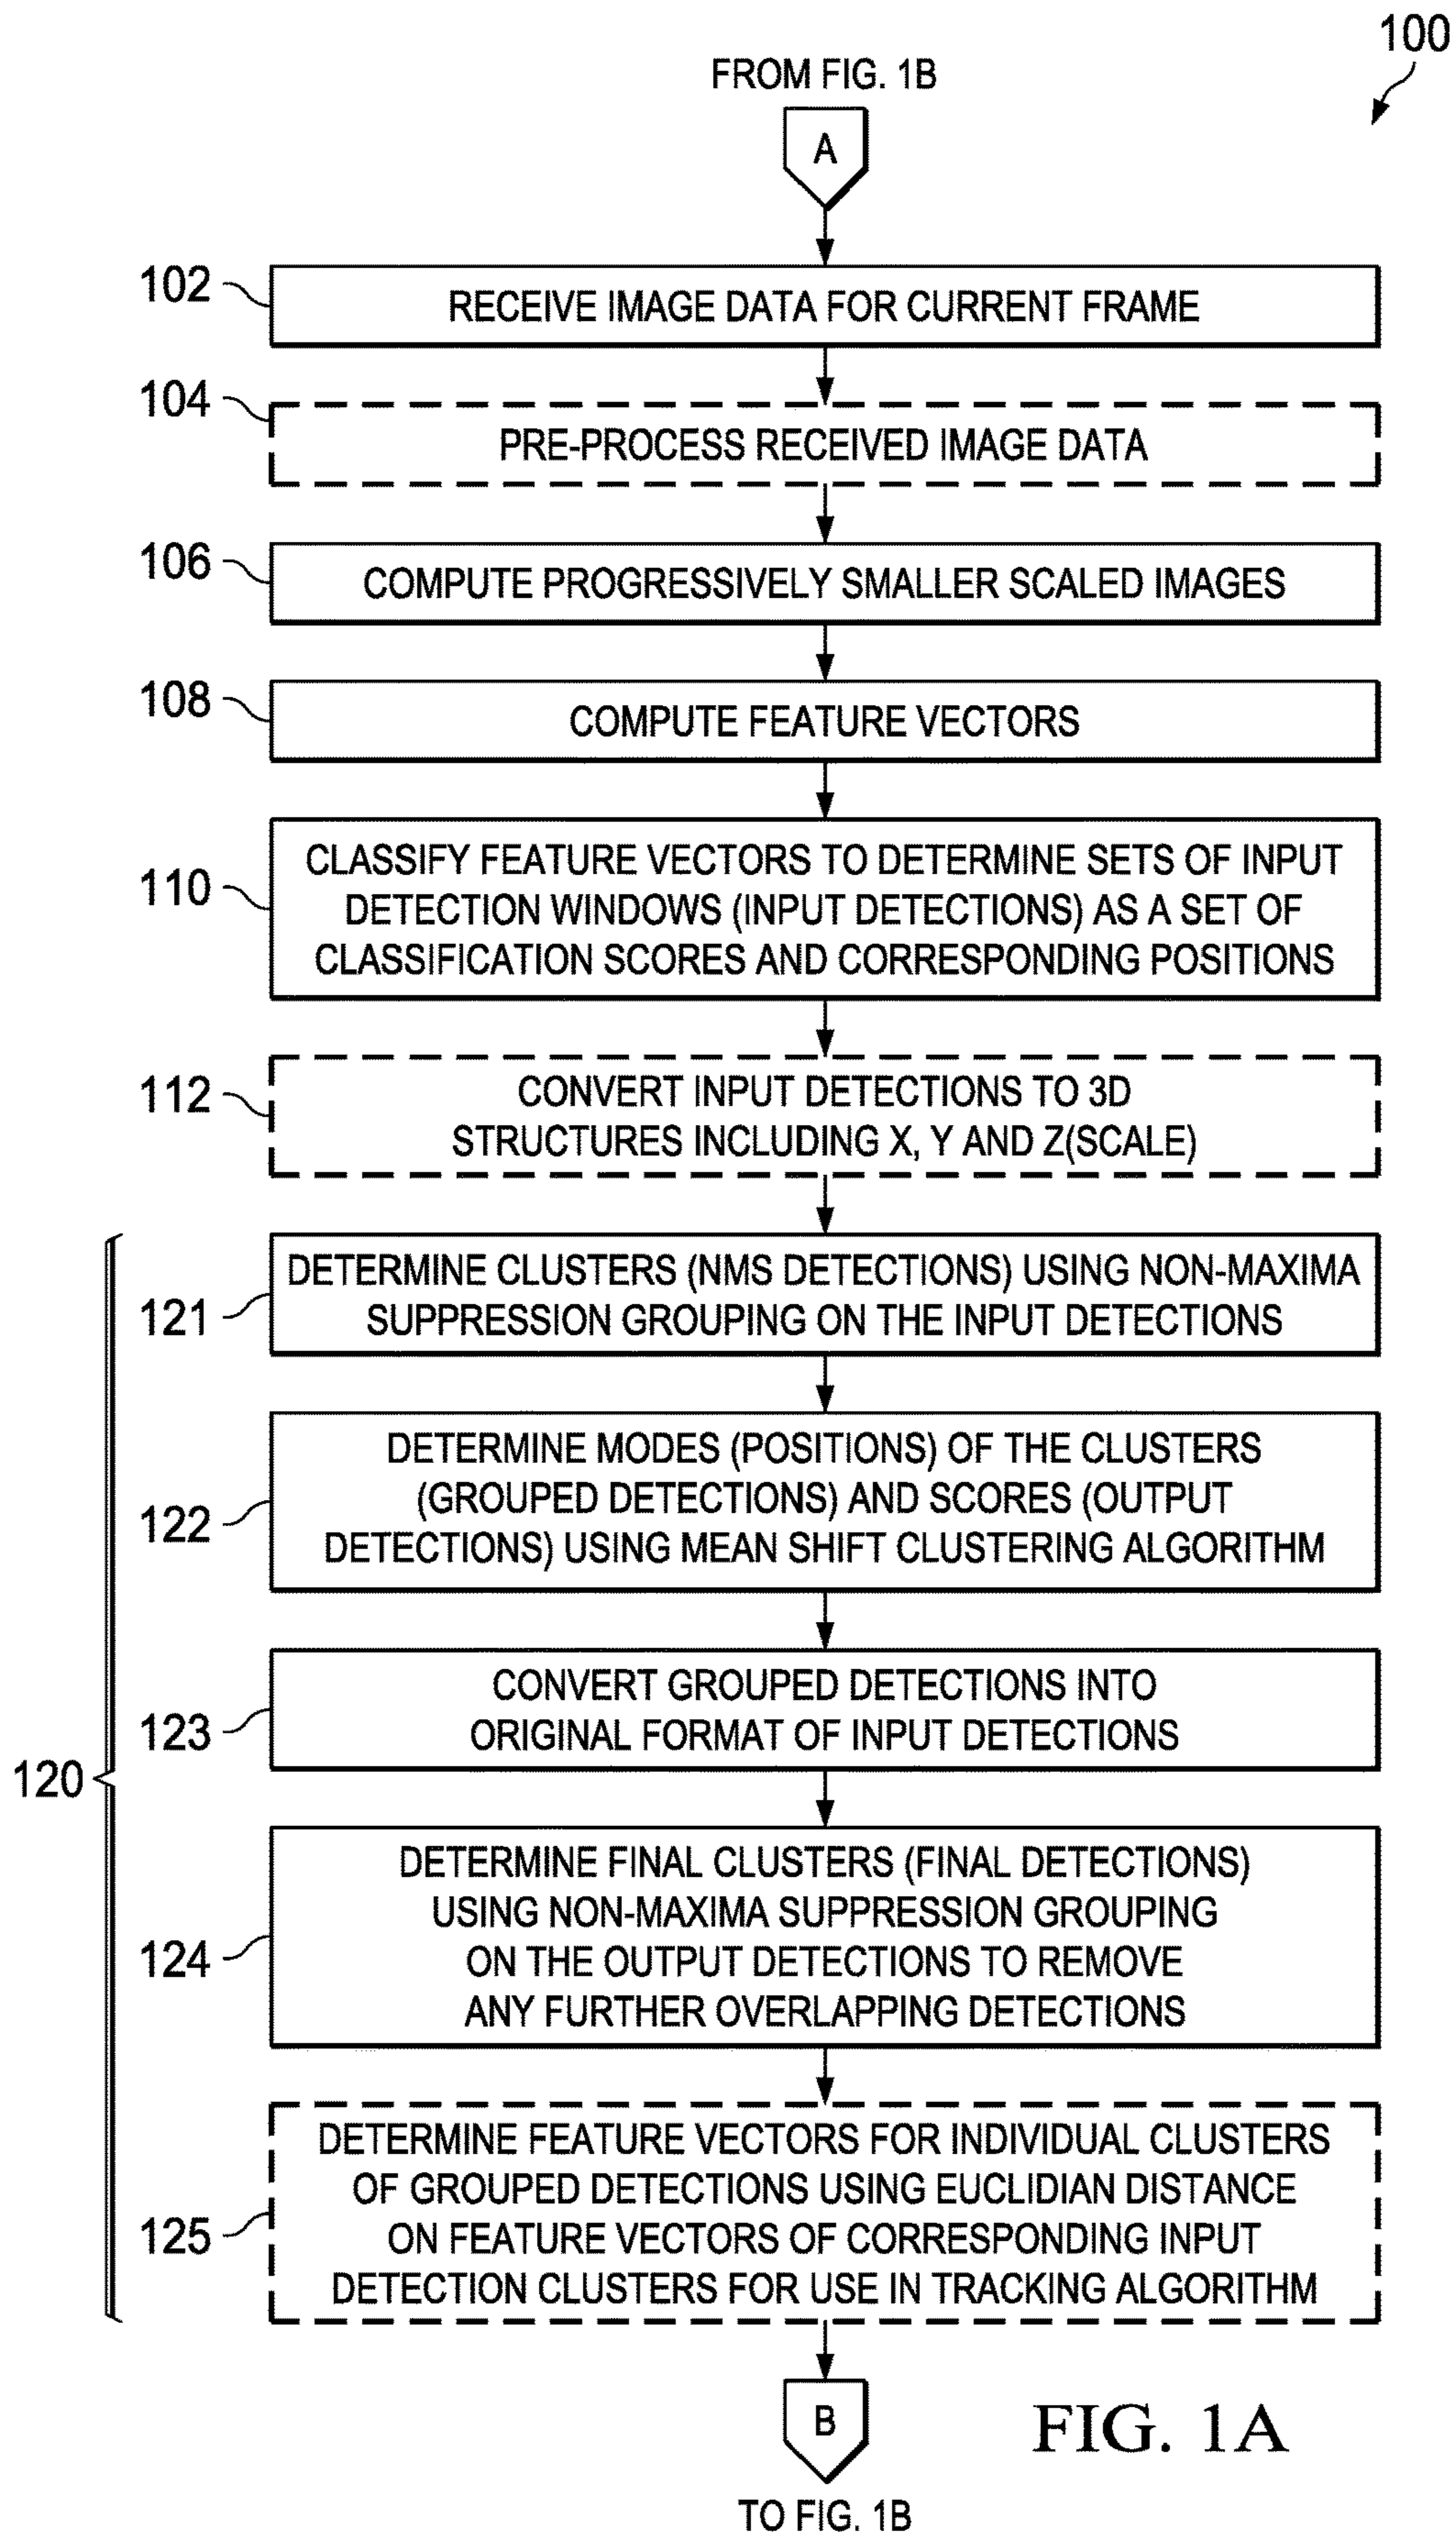 100
FROM FIG. 1B
A
102
RECEIVE IMAGE DATA FOR CURRENT FRAME
104
PRE-PROCESS RECEIVED IMAGE DATA
106
COMPUTE PROGRESSIVELY SMALLER SCALED IMAGES
108
COMPUTE FEATURE VECTORS
110
CLASSIFY FEATURE VECTORS TO DETERMINE SETS OF INPUT
DETECTION WINDOWS (INPUT DETECTIONS) AS A SET OF
CLASSIFICATION SCORES AND CORRESPONDING POSITIONS
112
CONVERT INPUT DETECTIONS TO 3D
STRUCTURES INCLUDING X, Y AND Z(SCALE)
120
121
DETERMINE CLUSTERS (NMS DETECTIONS) USING NON-MAXIMA
SUPPRESSION GROUPING ON THE INPUT DETECTIONS
122
DETERMINE MODES (POSITIONS) OF THE CLUSTERS
(GROUPED DETECTIONS) AND SCORES (OUTPUT
DETECTIONS) USING MEAN SHIFT CLUSTERING ALGORITHM
123
CONVERT GROUPED DETECTIONS INTO
ORIGINAL FORMAT OF INPUT DETECTIONS
124
DETERMINE FINAL CLUSTERS (FINAL DETECTIONS)
USING NON-MAXIMA SUPPRESSION GROUPING
ON THE OUTPUT DETECTIONS TO REMOVE
ANY FURTHER OVERLAPPING DETECTIONS
125
DETERMINE FEATURE VECTORS FOR INDIVIDUAL CLUSTERS
OF GROUPED DETECTIONS USING EUCLIDIAN DISTANCE
ON FEATURE VECTORS OF CORRESPONDING INPUT
DETECTION CLUSTERS FOR USE IN TRACKING ALGORITHM
B
FIG. 1A
TO FIG. 1B